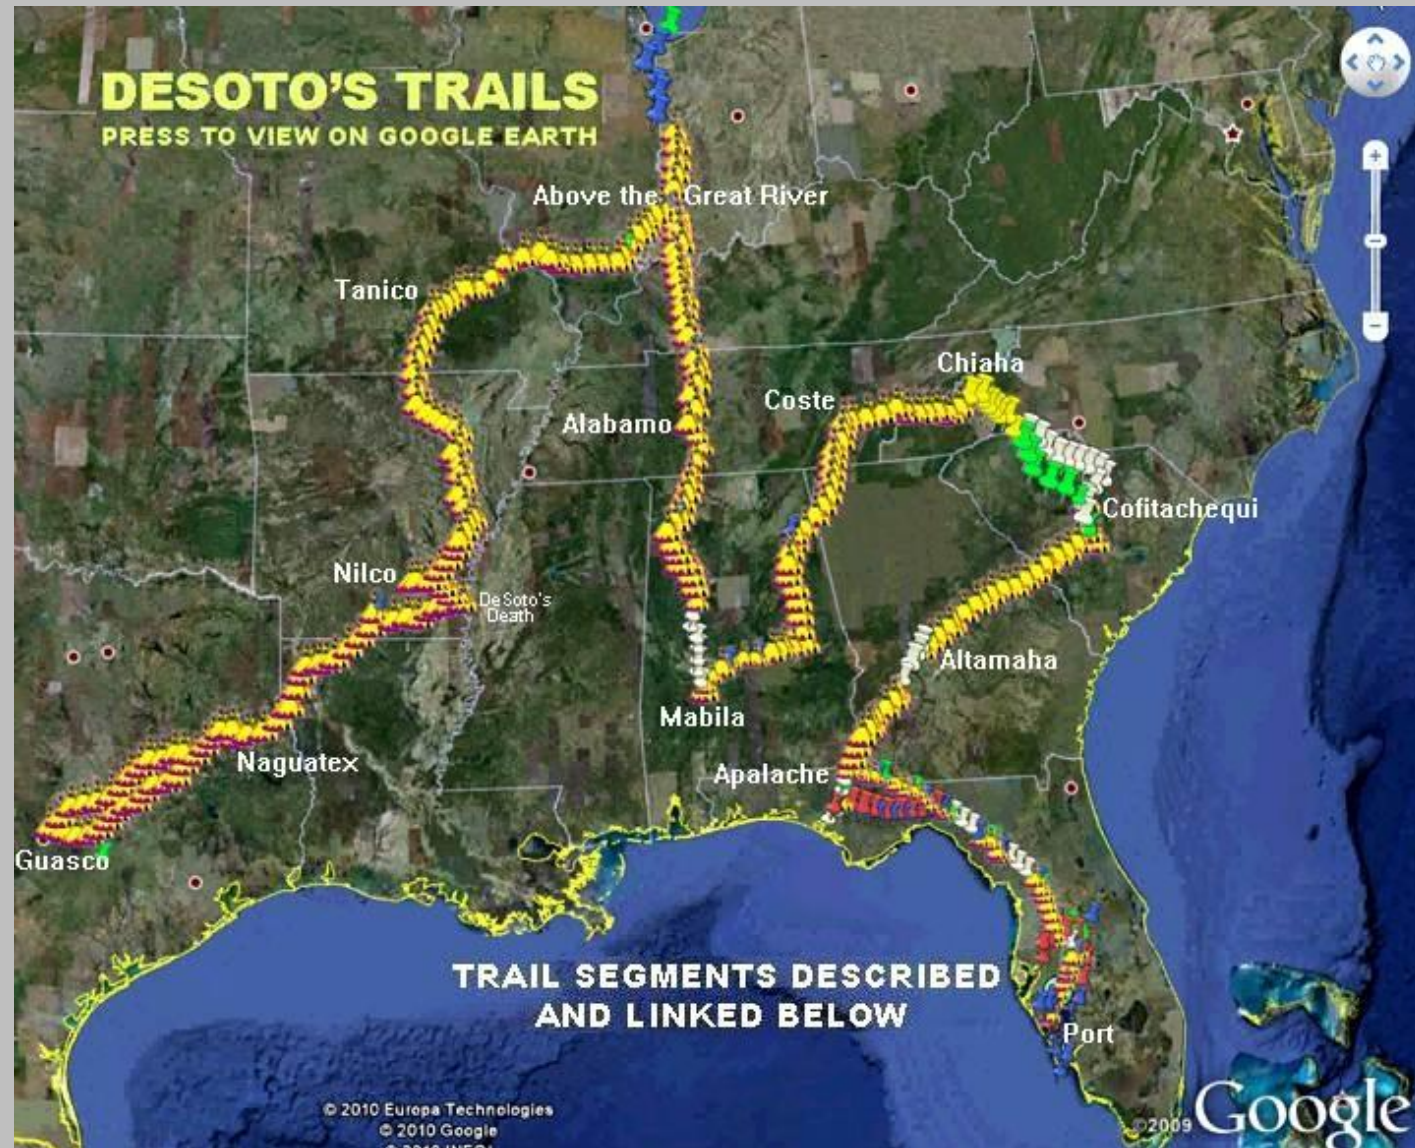 DESOTO'S TRAILS
PRESS TO VIEW ON GOOGLE EARTH
Above the Great River
Tanico
Chiaha
Coste
Alabamo
Cofitachequi
Nilco
DeSoto's
Death
Altamaha
Mabila
Naguatex
Apalache
Guasco
TRAIL SEGMENTS DESCRIBED
AND LINKED BELOW
Port
© 2010 Europa Technologies
© 2010 Google
©2009 Google